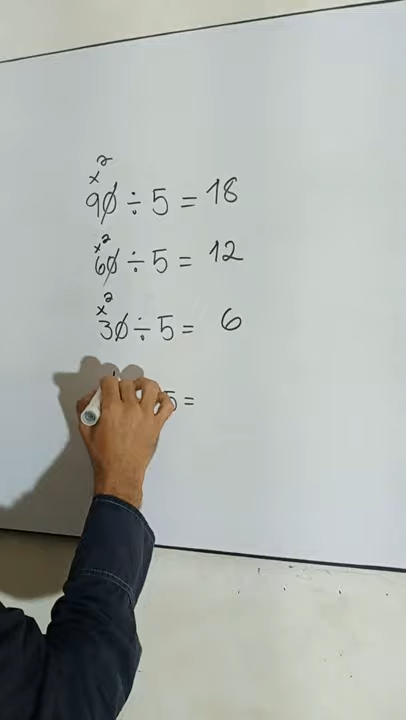 x2
90 ÷ 5 = 18
x2
60 ÷ 5 = 12
x2
30 ÷ 5 = 6
5 =